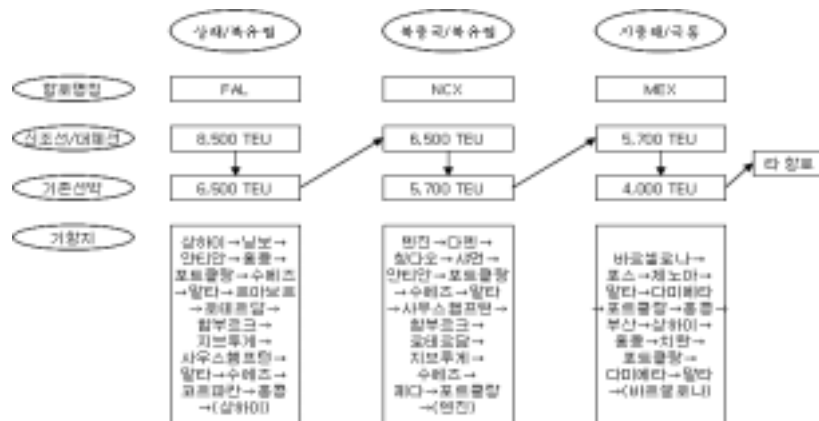 상해/북유럽
북중국/북유럽
지중해/극동
항로명칭
FAL
NCX
MEX
신조선/대체선
8,500 TEU
6,500 TEU
5,700 TEU
기존선박
6,500 TEU
5,700 TEU
4,000 TEU
타 항로
기항지
상하이→닝보→
얀티안→홍콩→
포트클랑→수에즈
→말타→르아브르
→로테르담→
함부르크→
지브루게→
사우스햄프턴→
말타→수에즈→
코르파칸→홍콩
→(상하이)
텐진→다롄→
칭다오→샤먼→
얀티안→포트클랑
→수에즈→말타
→사우스햄프턴→
함부르크→
로테르담→
지브루게→
수에즈→
제다→포트클랑
→(텐진)
바르셀로나→
포스→제노아→
말타→다미에타
→포트클랑→홍콩→
부산→상하이→
홍콩→치완→
포트클랑→
다미에타→말타
→(바르셀로나)